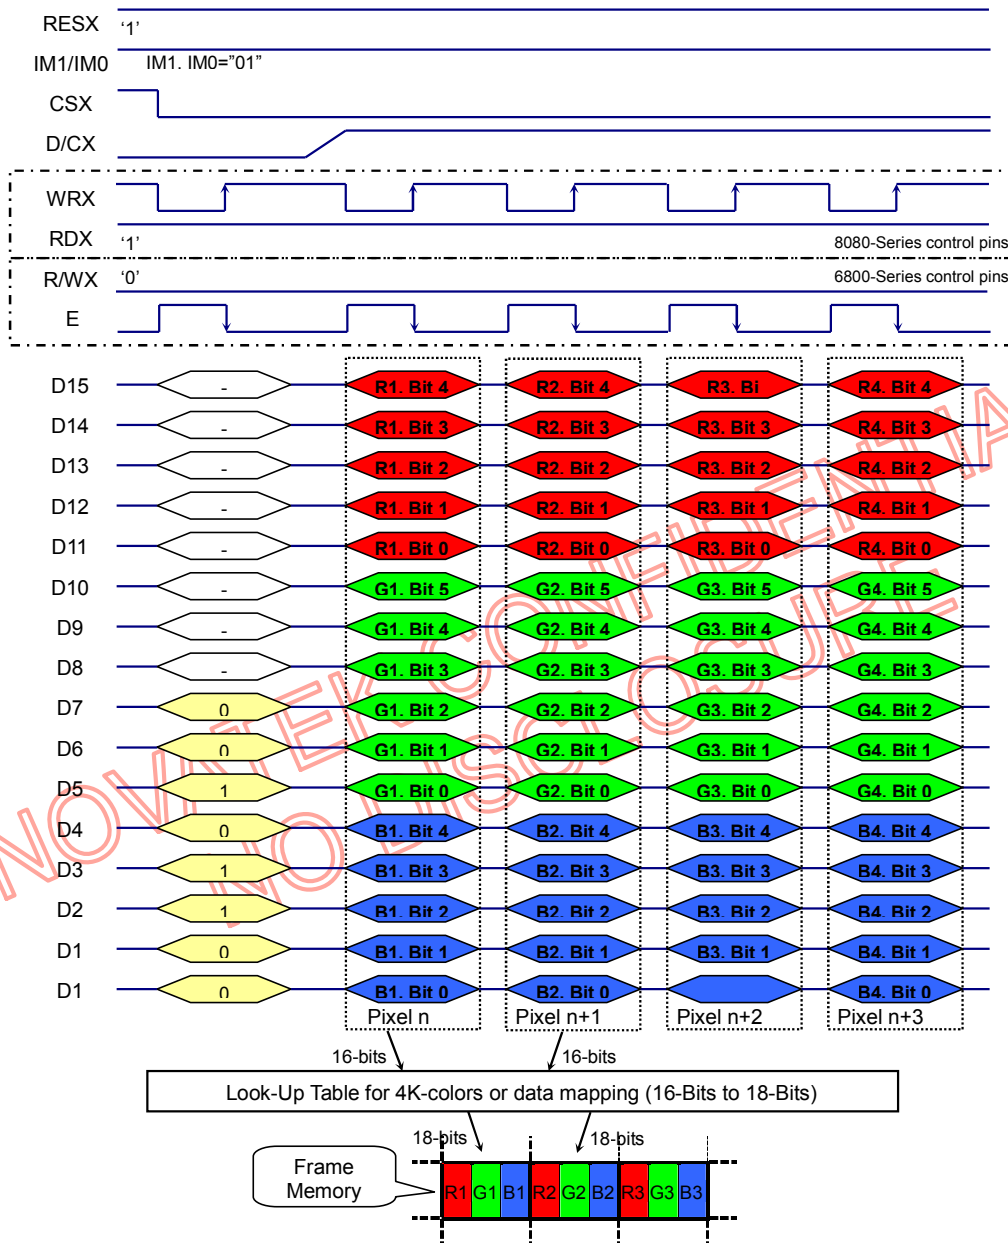 RESX '1'
IM1/IM0 IM1. IM0="01"
CSX
D/CX
WRX
RDX '1' 8080-Series control pins
R/WX '0' 6800-Series control pins
E
D15 - R1. Bit 4 R2. Bit 4 R3. Bi R4. Bit 4
D14 - R1. Bit 3 R2. Bit 3 R3. Bit 3 R4. Bit 3
D13 - R1. Bit 2 R2. Bit 2 R3. Bit 2 R4. Bit 2
D12 - R1. Bit 1 R2. Bit 1 R3. Bit 1 R4. Bit 1
D11 - R1. Bit 0 R2. Bit 0 R3. Bit 0 R4. Bit 0
D10 - G1. Bit 5 G2. Bit 5 G3. Bit 5 G4. Bit 5
D9 - G1. Bit 4 G2. Bit 4 G3. Bit 4 G4. Bit 4
D8 - G1. Bit 3 G2. Bit 3 G3. Bit 3 G4. Bit 3
D7 0 G1. Bit 2 G2. Bit 2 G3. Bit 2 G4. Bit 2
D6 0 G1. Bit 1 G2. Bit 1 G3. Bit 1 G4. Bit 1
D5 1 G1. Bit 0 G2. Bit 0 G3. Bit 0 G4. Bit 0
D4 0 B1. Bit 4 B2. Bit 4 B3. Bit 4 B4. Bit 4
D3 1 B1. Bit 3 B2. Bit 3 B3. Bit 3 B4. Bit 3
D2 1 B1. Bit 2 B2. Bit 2 B3. Bit 2 B4. Bit 2
D1 0 B1. Bit 1 B2. Bit 1 B3. Bit 1 B4. Bit 1
D1 0 B1. Bit 0 B2. Bit 0 B4. Bit 0
Pixel n Pixel n+1 Pixel n+2 Pixel n+3
16-bits 16-bits
Look-Up Table for 4K-colors or data mapping (16-Bits to 18-Bits)
18-bits 18-bits
Frame
Memory
R1 G1 B1 R2 G2 B2 R3 G3 B3
NOVATEK CONFIDENTIA
NO DISCLOSURE